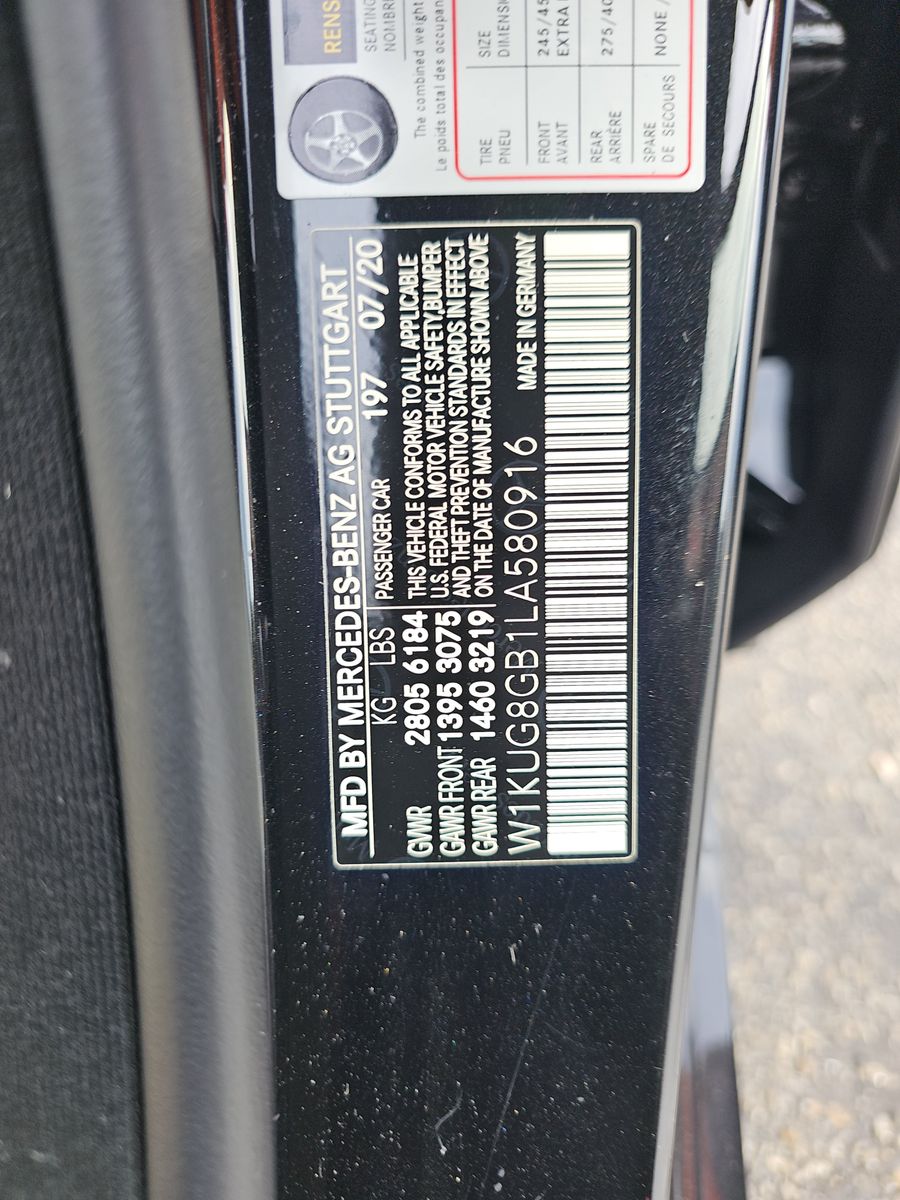 MFD BY MERCEDES-BENZ AG STUTTGART
KG LBS PASSENGER CAR 197 07/20
GWR 2805 6184 THIS VEHICLE CONFORMS TO ALL APPLICABLE
GAWR FRONT 1395 3075 U.S. FEDERAL MOTOR VEHICLE SAFETY,BUMPER
GAWR REAR 1460 3219 AND THEFT PREVENTION STANDARDS IN EFFECT
ON THE DATE OF MANUFACTURE SHOWN ABOVE
W1KUG8GB1LA580916 MADE IN GERMANY
RENS
SEATING
NOMBRE
The combined weight
Le poids total des occupan
TIRE SIZE
PNEU DIMENSI
FRONT 245/45
AVANT EXTRA
REAR 275/40
ARRIÈRE
SPARE NONE /
DE SECOURS